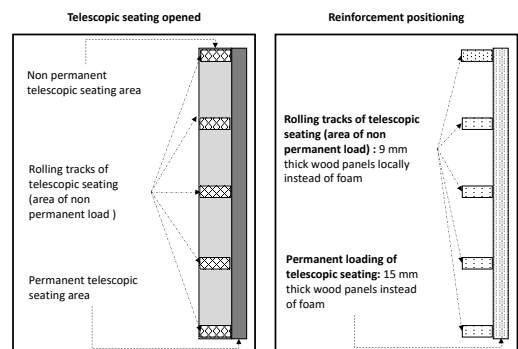 Telescopic seating opened
Non permanent
telescopic seating area
Rolling tracks of
telescopic seating
(area of non
permanent load )
Permanent telescopic
seating area
Reinforcement positioning
Rolling tracks of telescopic
seating (area of non
permanent load) : 9 mm
thick wood panels locally
instead of foam
Permanent loading of
telescopic seating: 15 mm
thick wood panels instead
of foam